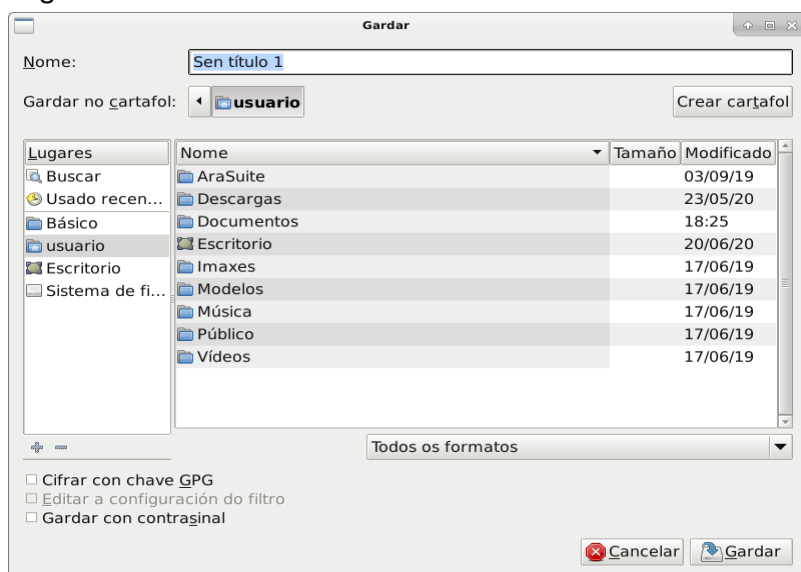 Gardar
Nome:
Sen título 1
Gardar no cartafol:
usuario
Crear cartafol
Lugares
Buscar
Usado recen...
Básico
usuario
Escritorio
Sistema de fi...
Nome Tamaño Modificado
AraSuite 03/09/19
Descargas 23/05/20
Documentos 18:25
Escritorio 20/06/20
Imaxes 17/06/19
Modelos 17/06/19
Música 17/06/19
Público 17/06/19
Vídeos 17/06/19
Todos os formatos
Cifrar con chave GPG
Editar a configuración do filtro
Gardar con contrasinal
Cancelar
Gardar